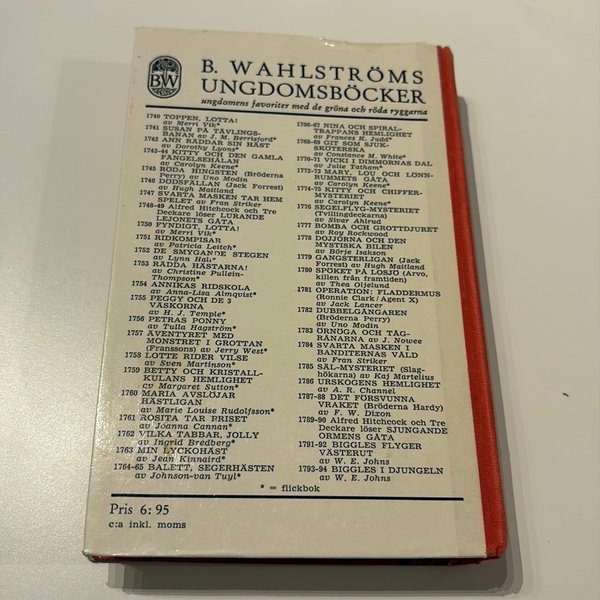 BW
B. WAHLSTRÖMS
UNGDOMSBÖCKER
ungdomens favoriter med de gröna och röda ryggarna
1740 TOPPEN, LOTTA!
av Merri Vik*
1741 SUSAN PÅ TÄVLINGS-
BANAN av J. M. Berrisford*
1742 ANN RÄDDAR SIN HÄST
av Dorothy Lyons*
1743-44 KITTY OCH DEN GAMLA
FÄNGELSEHÅLAN
av Carolyn Keene*
1745 RÖDA HINGSTEN (Bröderna
Perry) av Uno Modin
1746 DÖDSFÄLLAN (Jack Forrest)
av Hugh Maitland
1747 SVARTA MASKEN TAR HEM
SPELET av Fran Striker
1748-49 Alfred Hitchcock och Tre
Deckare löser LURANDE
LEJONETS GÅTA
1750 FYNDIGT, LOTTA!
av Merri Vik*
1751 RIDKOMPISAR
av Patricia Leitch*
1752 DE SMYGANDE STEGEN
av Lynn Hall*
1753 RÄDDA HÄSTARNA!
av Christine Pullein-
Thompson*
1754 ANNIKAS RIDSKOLA
av Anna-Lisa Almqvist*
1755 PEGGY OCH DE 3
VÄSKORNA
av H. J. Temple*
1756 PETRAS PONNY
av Tulla Hagström*
1757 ÄVENTYRET MED
MONSTRET I GROTTAN
(Franssons) av Jerry West*
1758 LOTTE RIDER VILSE
av Sven Martinson*
1759 BETTY OCH KRISTALL-
KULANS HEMLIGHET
av Margaret Sutton*
1760 MARIA AVSLÖJAR
HÄSTLIGAN
av Marie Louise Rudolfsson*
1761 ROSITA TAR PRISET
av Joanna Cannan*
1762 VILKA TABBAR, JOLLY
av Ingrid Bredberg*
1763 MIN LYCKOHÄST
av Jean Kinnaird*
1764-65 BALETT, SEGERHÄSTEN
av Johnson-van Tuyl*
1766-67 NINA OCH SPIRAL-
TRAPPANS HEMLIGHET
av Frances K. Judd*
1768-69 GIT SOM SJUK-
SKÖTERSKA
av Constance M. White*
1770-71 VICKI I DIMMORNAS DAL
av Julie Tatham*
1772-73 MARY, LOU OCH LÖNN-
RUMMETS GÅTA
av Carolyn Keene*
1774-75 KITTY OCH CHIFFER-
MYSTERIET
av Carolyn Keene*
1776 SEGELFLYG-MYSTERIET
(Tvillingdeckarna)
av Sivar Ahlrud
1777 BOMBA OCH GROTTDJURET
av Roy Rockwood
1778 DOJJORNA OCH DEN
MYSTISKA BILEN
av Börje Isakson
1779 GANGSTERLIGAN (Jack
Forrest) av Hugh Maitland
1780 SPÖKET PÅ LÖSJÖ (Arvo,
killen från framtiden)
av Thea Oljelund
1781 OPERATION: FLADDERMUS
(Ronnie Clark / Agent X)
av Jack Lancer
1782 DUBBELGÅNGAREN
(Bröderna Perry)
av Uno Modin
1783 ÖRNÖGA OCH TÅG-
RÅNARNA av J. Nowee
1784 SVARTA MASKEN I
BANDITERNAS VÅLD
av Fran Striker
1785 SÄL-MYSTERIET (Slag-
hökarna) av Kaj Martelius
1786 URSKOGENS HEMLIGHET
av A. R. Channel
1787-88 DET FÖRSVUNNA
VRAKET (Bröderna Hardy)
av F. W. Dixon
1789-90 Alfred Hitchcock och Tre
Deckare löser SJUNGANDE
ORMENS GÅTA
1791-92 BIGGLES FLYGER
VÄSTERUT
av W. E. Johns
1793-94 BIGGLES I DJUNGELN
av W. E. Johns
* = flickbok
Pris 6: 95
c:a inkl. moms